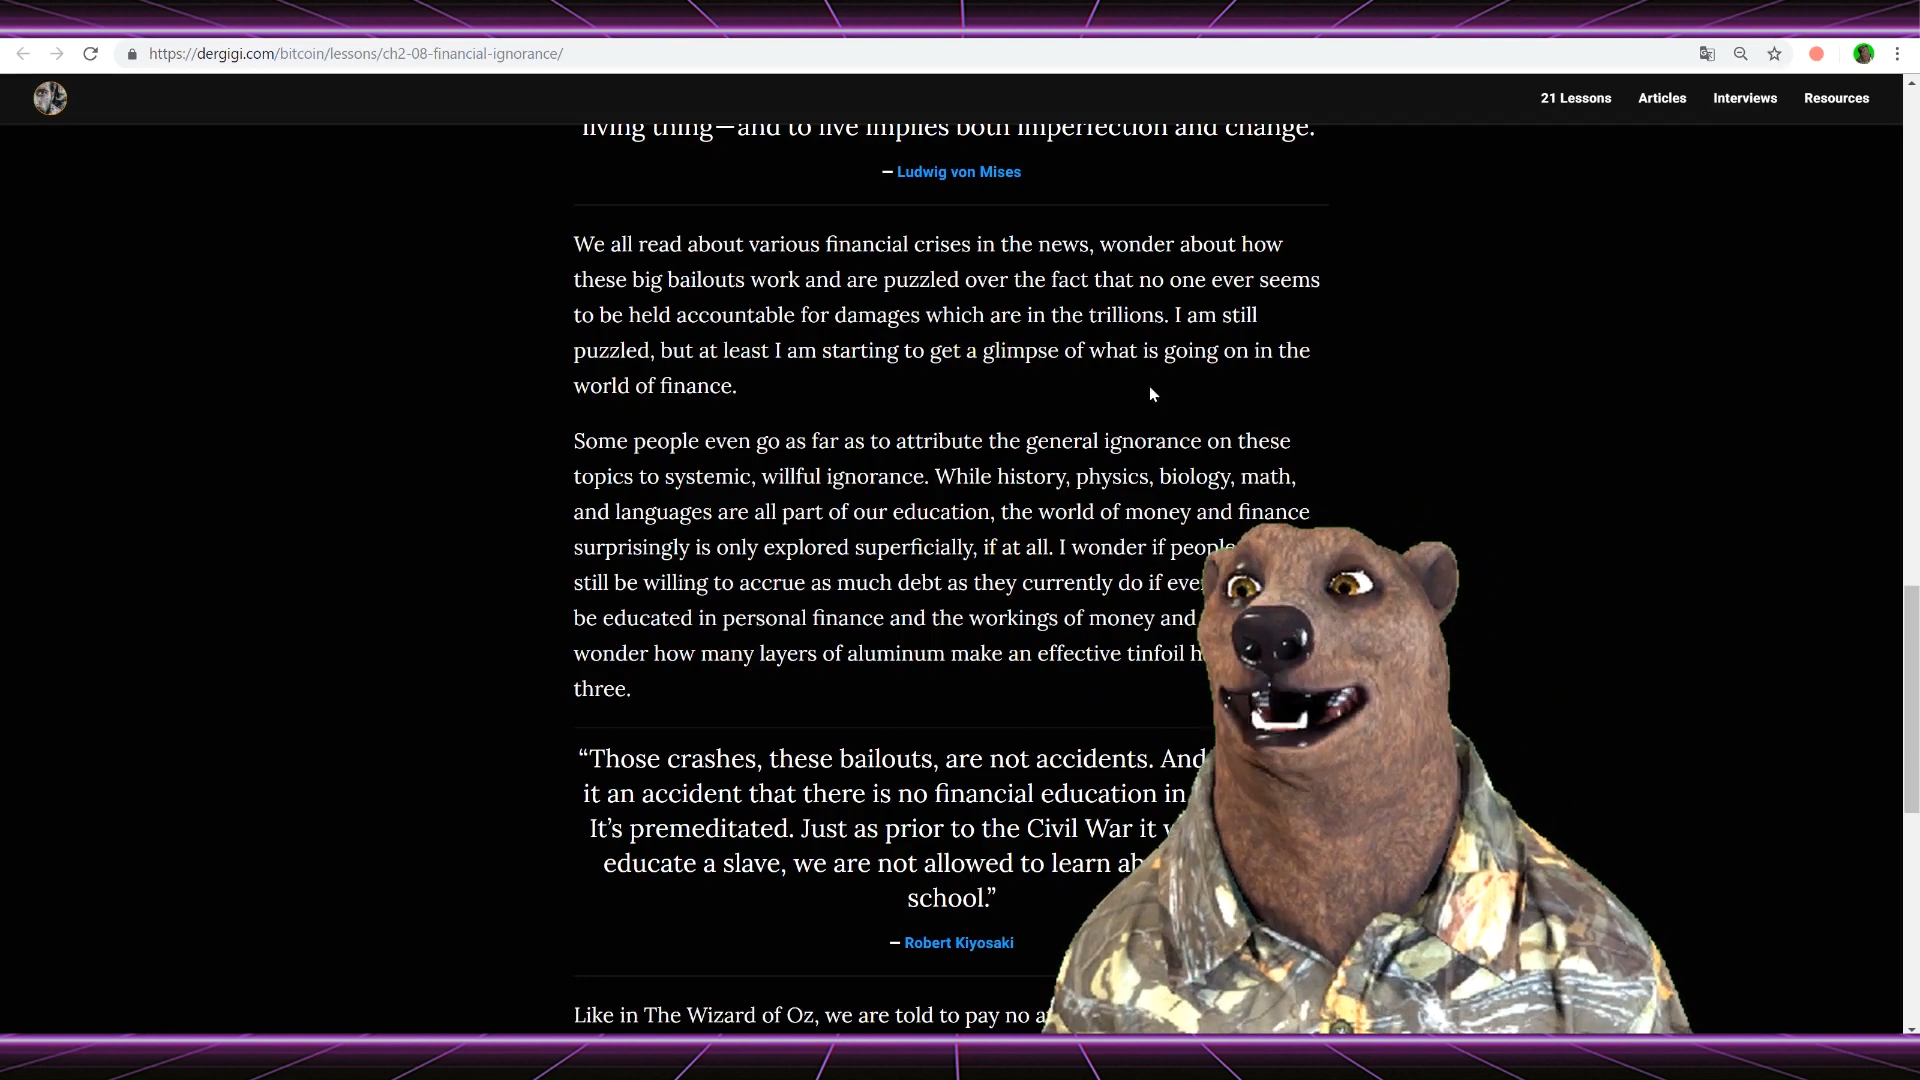 https://dergigi.com/bitcoin/lessons/ch2-08-financial-ignorance/
21 Lessons Articles Interviews Resources
living thing—and to live implies both imperfection and change.
— Ludwig von Mises
We all read about various financial crises in the news, wonder about how
these big bailouts work and are puzzled over the fact that no one ever seems
to be held accountable for damages which are in the trillions. I am still
puzzled, but at least I am starting to get a glimpse of what is going on in the
world of finance.
Some people even go as far as to attribute the general ignorance on these
topics to systemic, willful ignorance. While history, physics, biology, math,
and languages are all part of our education, the world of money and finance
surprisingly is only explored superficially, if at all. I wonder if people
still be willing to accrue as much debt as they currently do if
be educated in personal finance and the workings of money and
wonder how many layers of aluminum make an effective tinfoil
three.
“Those crashes, these bailouts, are not accidents. And
it an accident that there is no financial education in
It’s premeditated. Just as prior to the Civil War it
educate a slave, we are not allowed to learn
school.”
— Robert Kiyosaki
Like in The Wizard of Oz, we are told to pay no